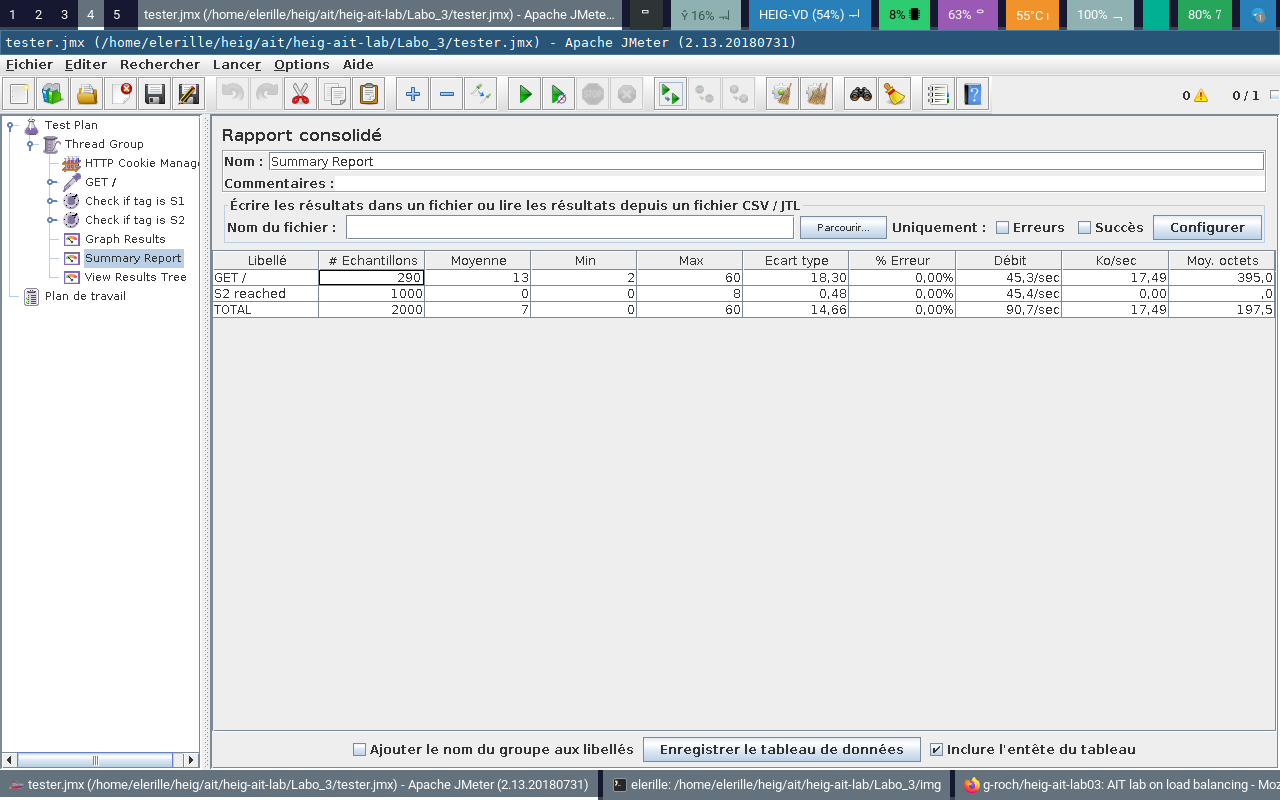 1 2 3 4 5 tester.jmx (/home/elerille/heig/ait/heig-ait-lab/Labo_3/tester.jmx) - Apache JMete... 16% HEIG-VD (54%) 8% 63% 55°C 100% 80%
tester.jmx (/home/elerille/heig/ait/heig-ait-lab/Labo_3/tester.jmx) - Apache JMeter (2.13.20180731)
Fichier Editer Rechercher Lancer Options Aide
0 0 / 1
Test Plan
Thread Group
HTTP Cookie Manag
GET /
Check if tag is S1
Check if tag is S2
Graph Results
Summary Report
View Results Tree
Plan de travail
Rapport consolidé
Nom : Summary Report
Commentaires :
Écrire les résultats dans un fichier ou lire les résultats depuis un fichier CSV / JTL
Nom du fichier : Parcourir... Uniquement : Erreurs Succès Configurer
Libellé # Echantillons Moyenne Min Max Ecart type % Erreur Débit Ko/sec Moy. octets
GET / 290 13 2 60 18,30 0,00% 45,3/sec 17,49 395,0
S2 reached 1000 0 0 8 0,48 0,00% 45,4/sec 0,00 ,0
TOTAL 2000 7 0 60 14,66 0,00% 90,7/sec 17,49 197,5
Ajouter le nom du groupe aux libellés Enregistrer le tableau de données Inclure l'entête du tableau
tester.jmx (/home/elerille/heig/ait/heig-ait-lab/Labo_3/tester.jmx) - Apache JMeter (2.13.20180731) elerille: /home/elerille/heig/ait/heig-ait-lab/Labo_3/img g-roch/heig-ait-lab03: AIT lab on load balancing - Moz